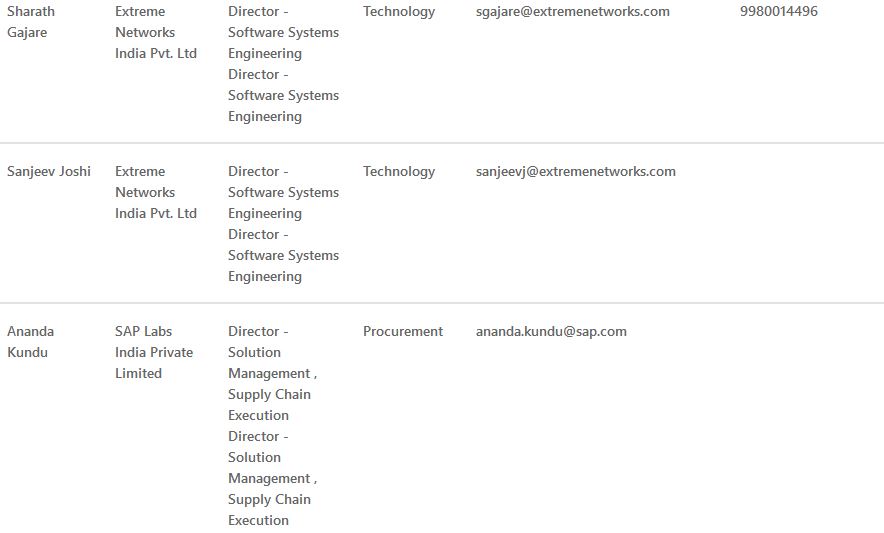 Sharath Gajare Extreme Networks India Pvt. Ltd Director - Software Systems Engineering Director - Software Systems Engineering Technology sgajare@extremenetworks.com 9980014496
Sanjeev Joshi Extreme Networks India Pvt. Ltd Director - Software Systems Engineering Director - Software Systems Engineering Technology sanjeevj@extremenetworks.com
Ananda Kundu SAP Labs India Private Limited Director - Solution Management , Supply Chain Execution Director - Solution Management , Supply Chain Execution Procurement ananda.kundu@sap.com